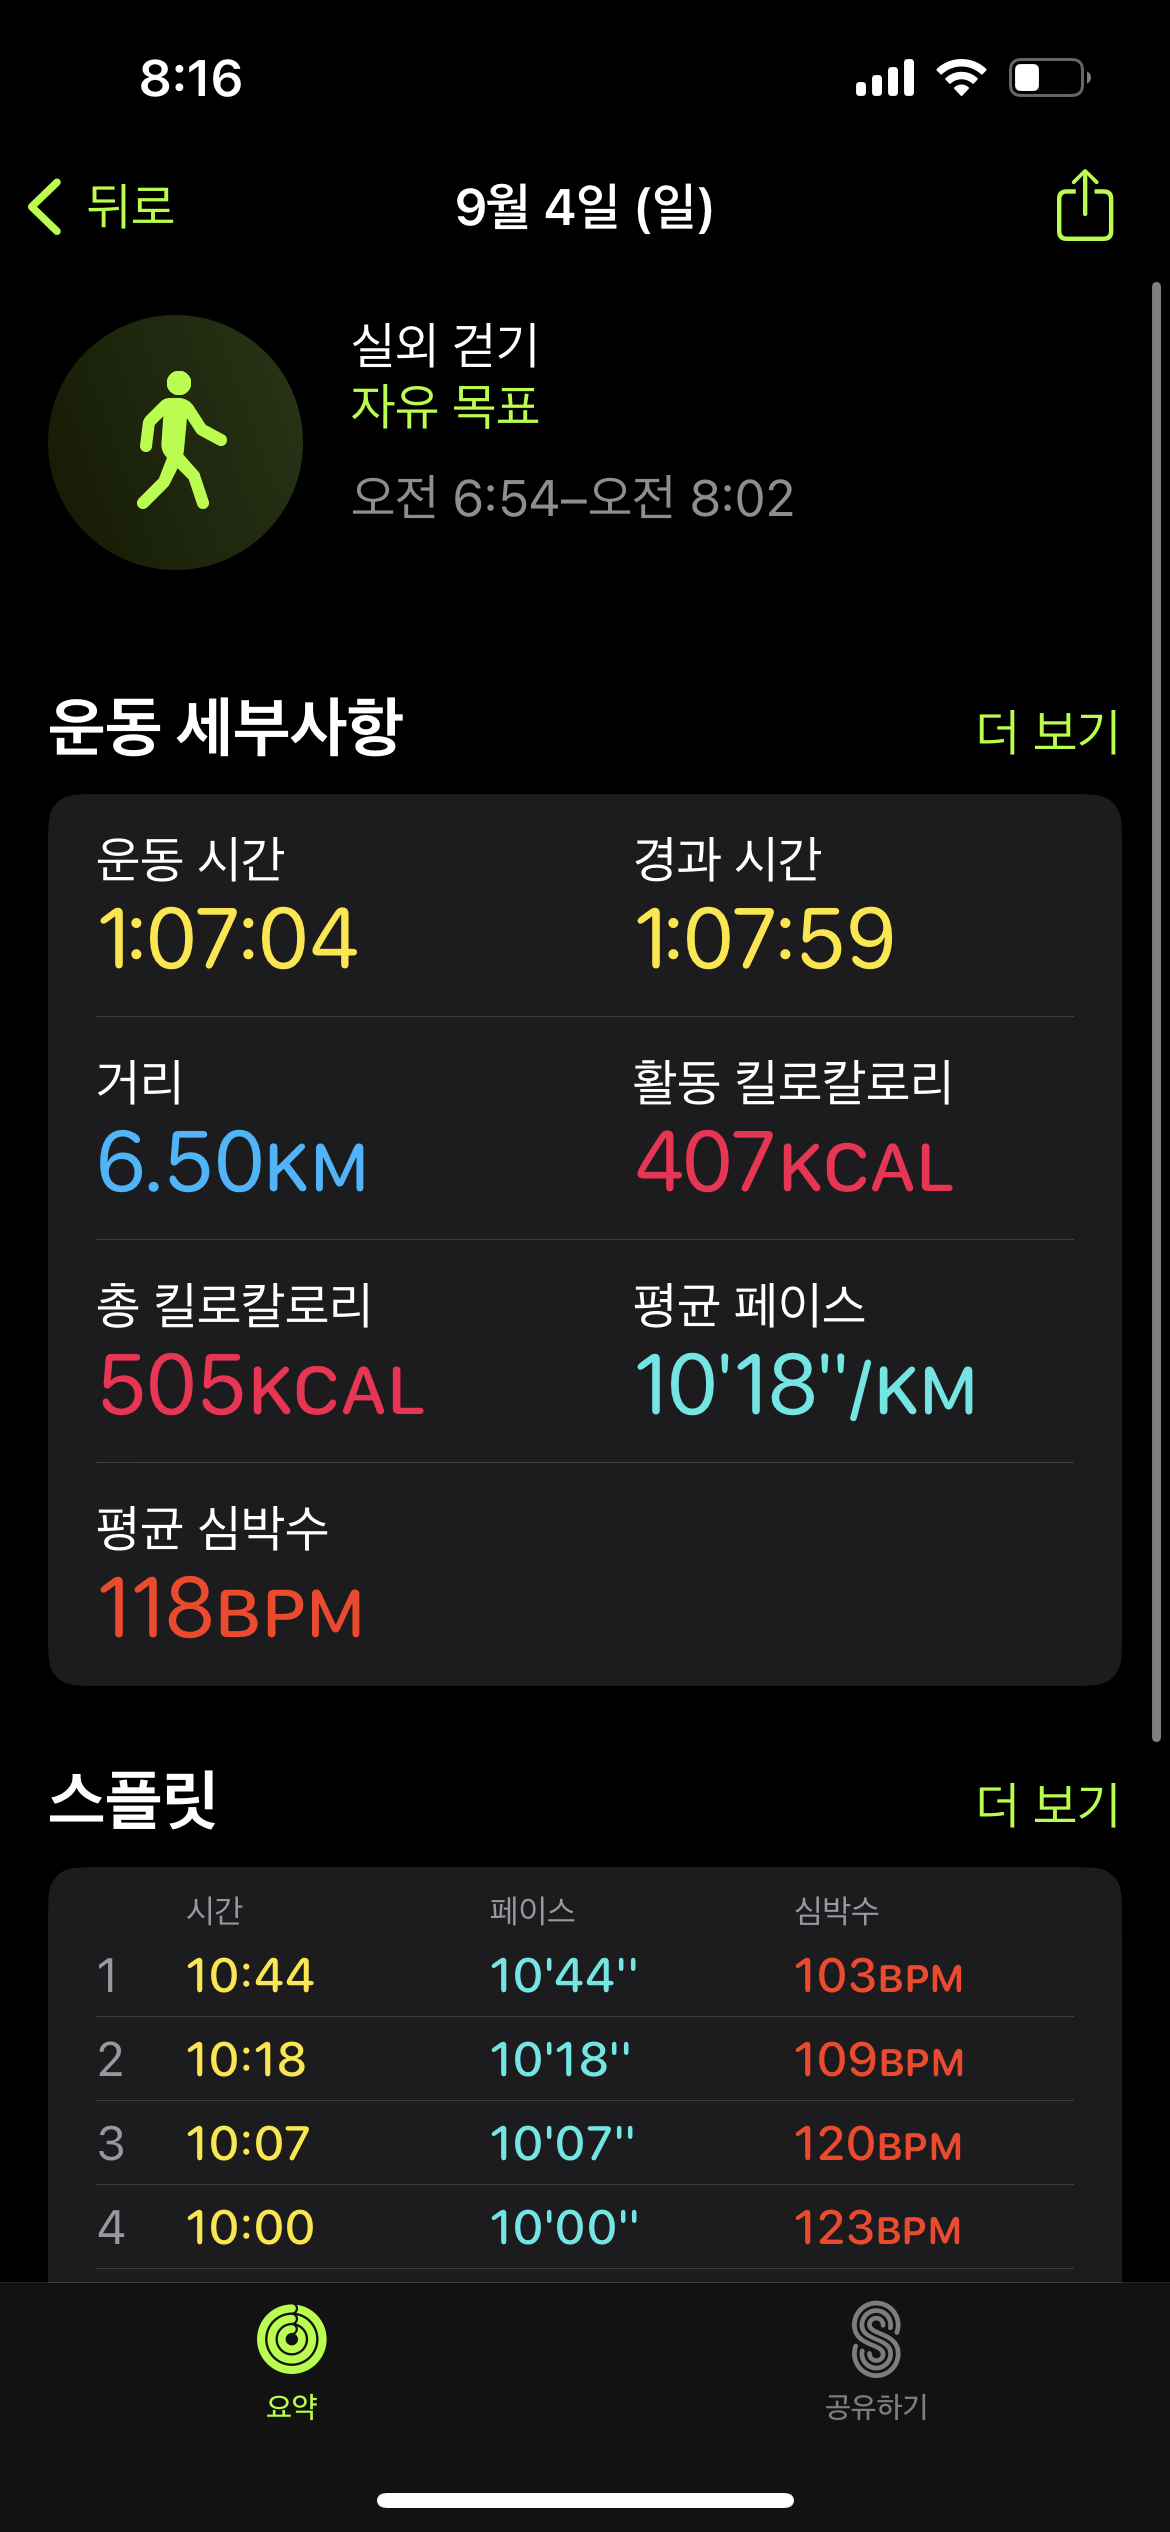 8:16
뒤로 9월 4일 (일)
실외 걷기
자유 목표
오전 6:54–오전 8:02
운동 세부사항 더 보기
운동 시간 경과 시간
1:07:04 1:07:59
거리 활동 킬로칼로리
6.50KM 407KCAL
총 킬로칼로리 평균 페이스
505KCAL 10'18"/KM
평균 심박수
118BPM
스플릿 더 보기
시간 페이스 심박수
1 10:44 10'44" 103BPM
2 10:18 10'18" 109BPM
3 10:07 10'07" 120BPM
4 10:00 10'00" 123BPM
요약 공유하기